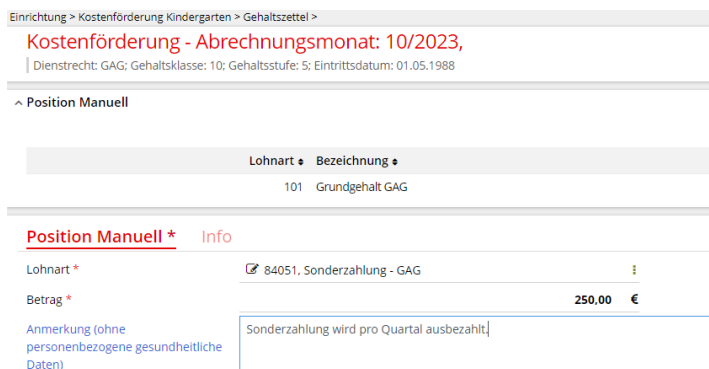 Einrichtung > Kostenförderung Kindergarten > Gehaltszettel >
Kostenförderung - Abrechnungsmonat: 10/2023,
Dienstrecht: GAG; Gehaltsklasse: 10; Gehaltsstufe: 5; Eintrittsdatum: 01.05.1988
Position Manuell
Lohnart Bezeichnung
101 Grundgehalt GAG
Position Manuell * Info
Lohnart * 84051, Sonderzahlung - GAG
Betrag * 250,00 €
Anmerkung (ohne Sonderzahlung wird pro Quartal ausbezahlt.
personenbezogene gesundheitliche
Daten)